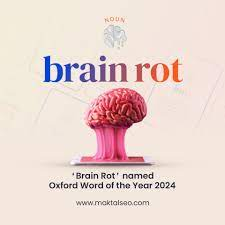 NOUN
brain rot
‘Brain Rot’ named
Oxford Word of the Year 2024
www.maktalseo.com